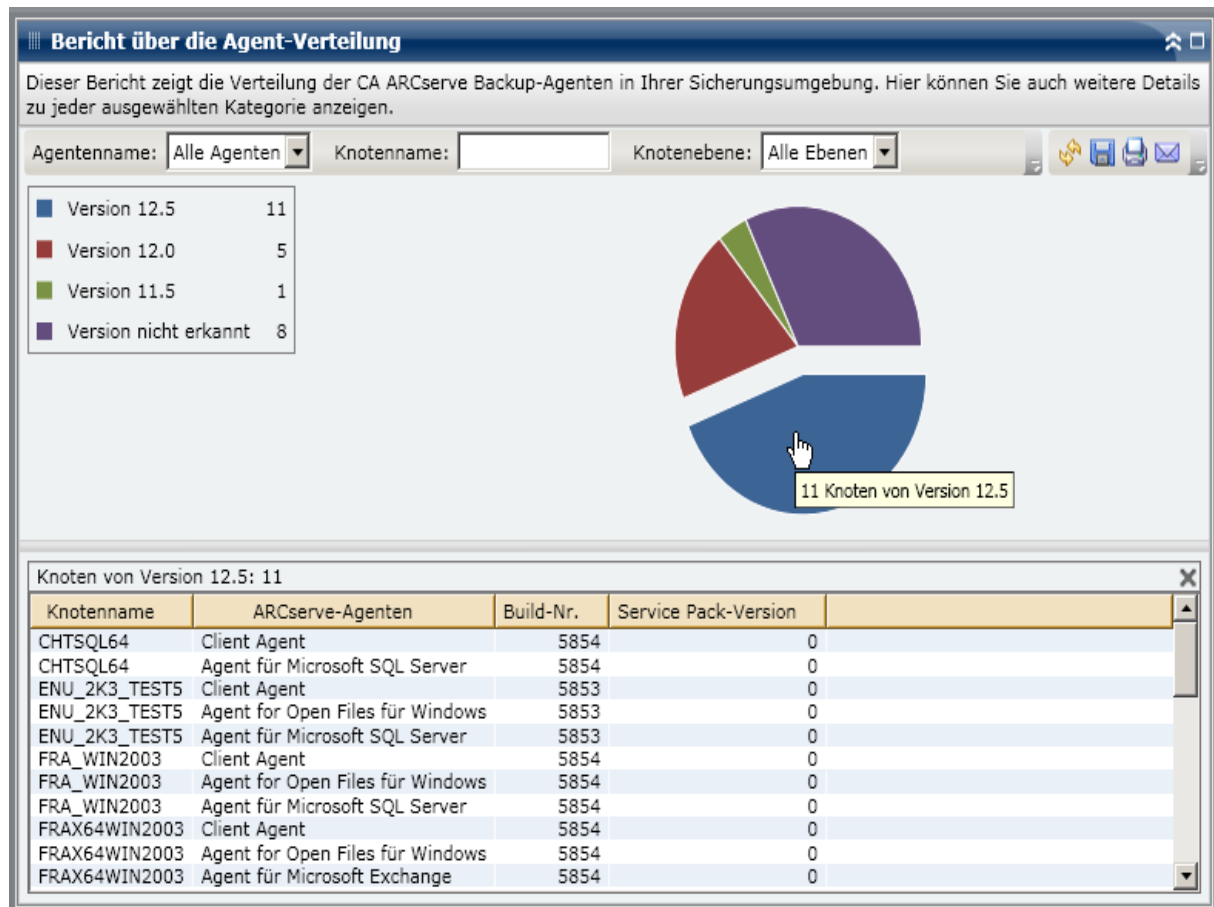 Bericht über die Agent-Verteilung
Dieser Bericht zeigt die Verteilung der CA ARCserve Backup-Agenten in Ihrer Sicherungsumgebung. Hier können Sie auch weitere Details
zu jeder ausgewählten Kategorie anzeigen.
Agentenname: Alle Agenten Knotenname: Knotenebene: Alle Ebenen
Version 12.5 11
Version 12.0 5
Version 11.5 1
Version nicht erkannt 8
11 Knoten von Version 12.5
Knoten von Version 12.5: 11
Knotenname ARCserve-Agenten Build-Nr. Service Pack-Version
CHTSQL64 Client Agent 5854 0
CHTSQL64 Agent für Microsoft SQL Server 5854 0
ENU_2K3_TEST5 Client Agent 5853 0
ENU_2K3_TEST5 Agent for Open Files für Windows 5853 0
ENU_2K3_TEST5 Agent für Microsoft SQL Server 5853 0
FRA_WIN2003 Client Agent 5854 0
FRA_WIN2003 Agent for Open Files für Windows 5854 0
FRA_WIN2003 Agent für Microsoft SQL Server 5854 0
FRAX64WIN2003 Client Agent 5854 0
FRAX64WIN2003 Agent for Open Files für Windows 5854 0
FRAX64WIN2003 Agent für Microsoft Exchange 5854 0